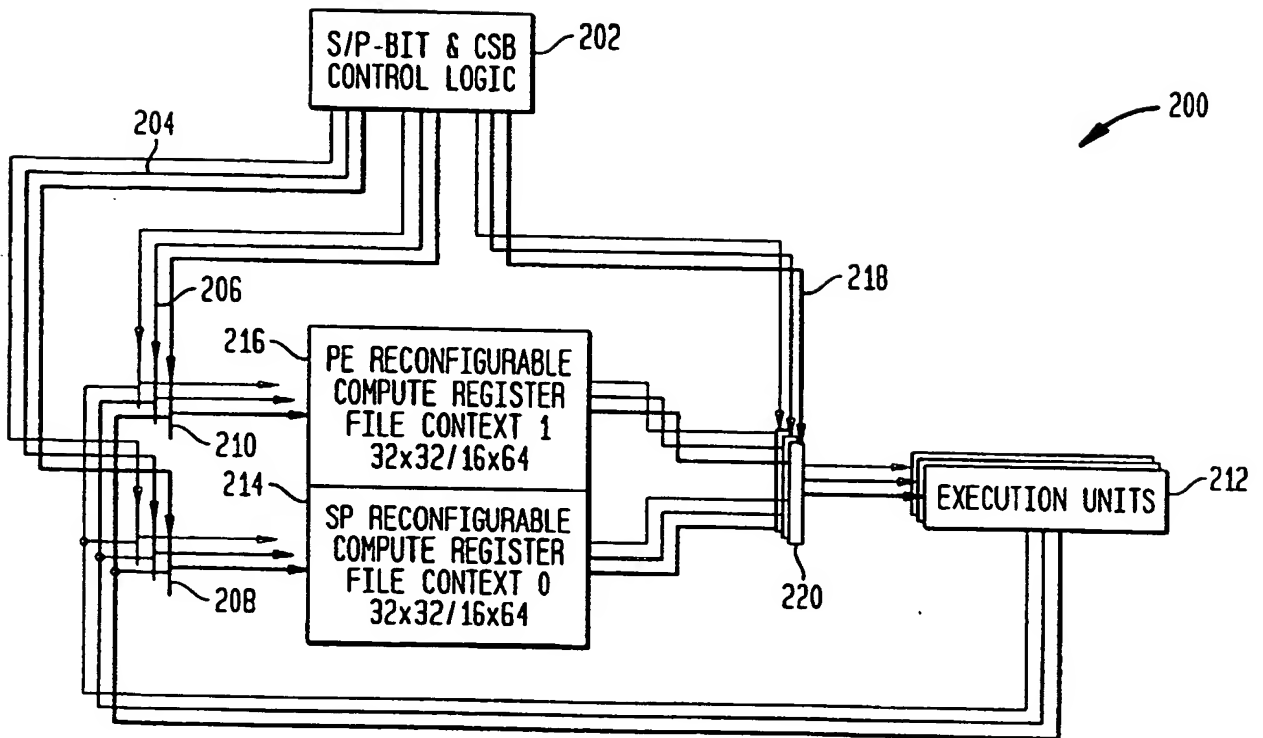 S/P-BIT & CSB
CONTROL LOGIC
202
200
204
206
218
216
PE RECONFIGURABLE
COMPUTE REGISTER
FILE CONTEXT 1
32x32/16x64
210
214
SP RECONFIGURABLE
COMPUTE REGISTER
FILE CONTEXT 0
32x32/16x64
EXECUTION UNITS
212
208
220